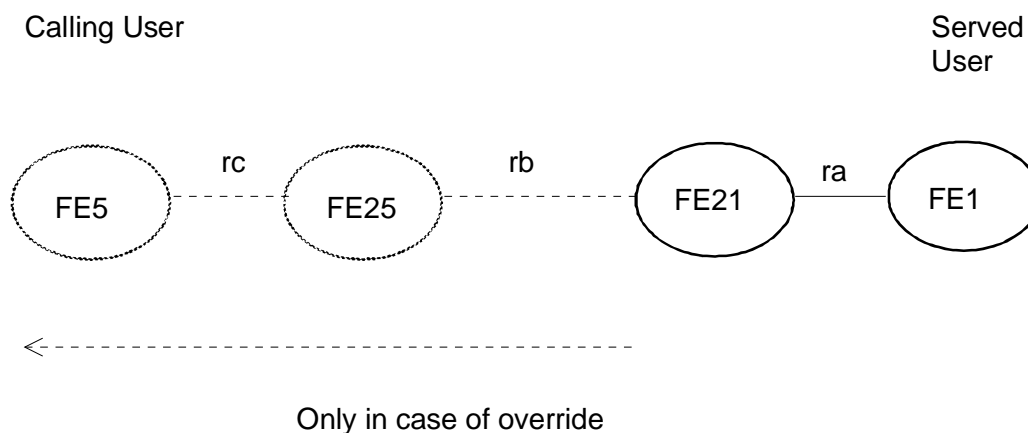 Calling User
Served
User
rc
rb
ra
FE5
FE25
FE21
FE1
Only in case of override